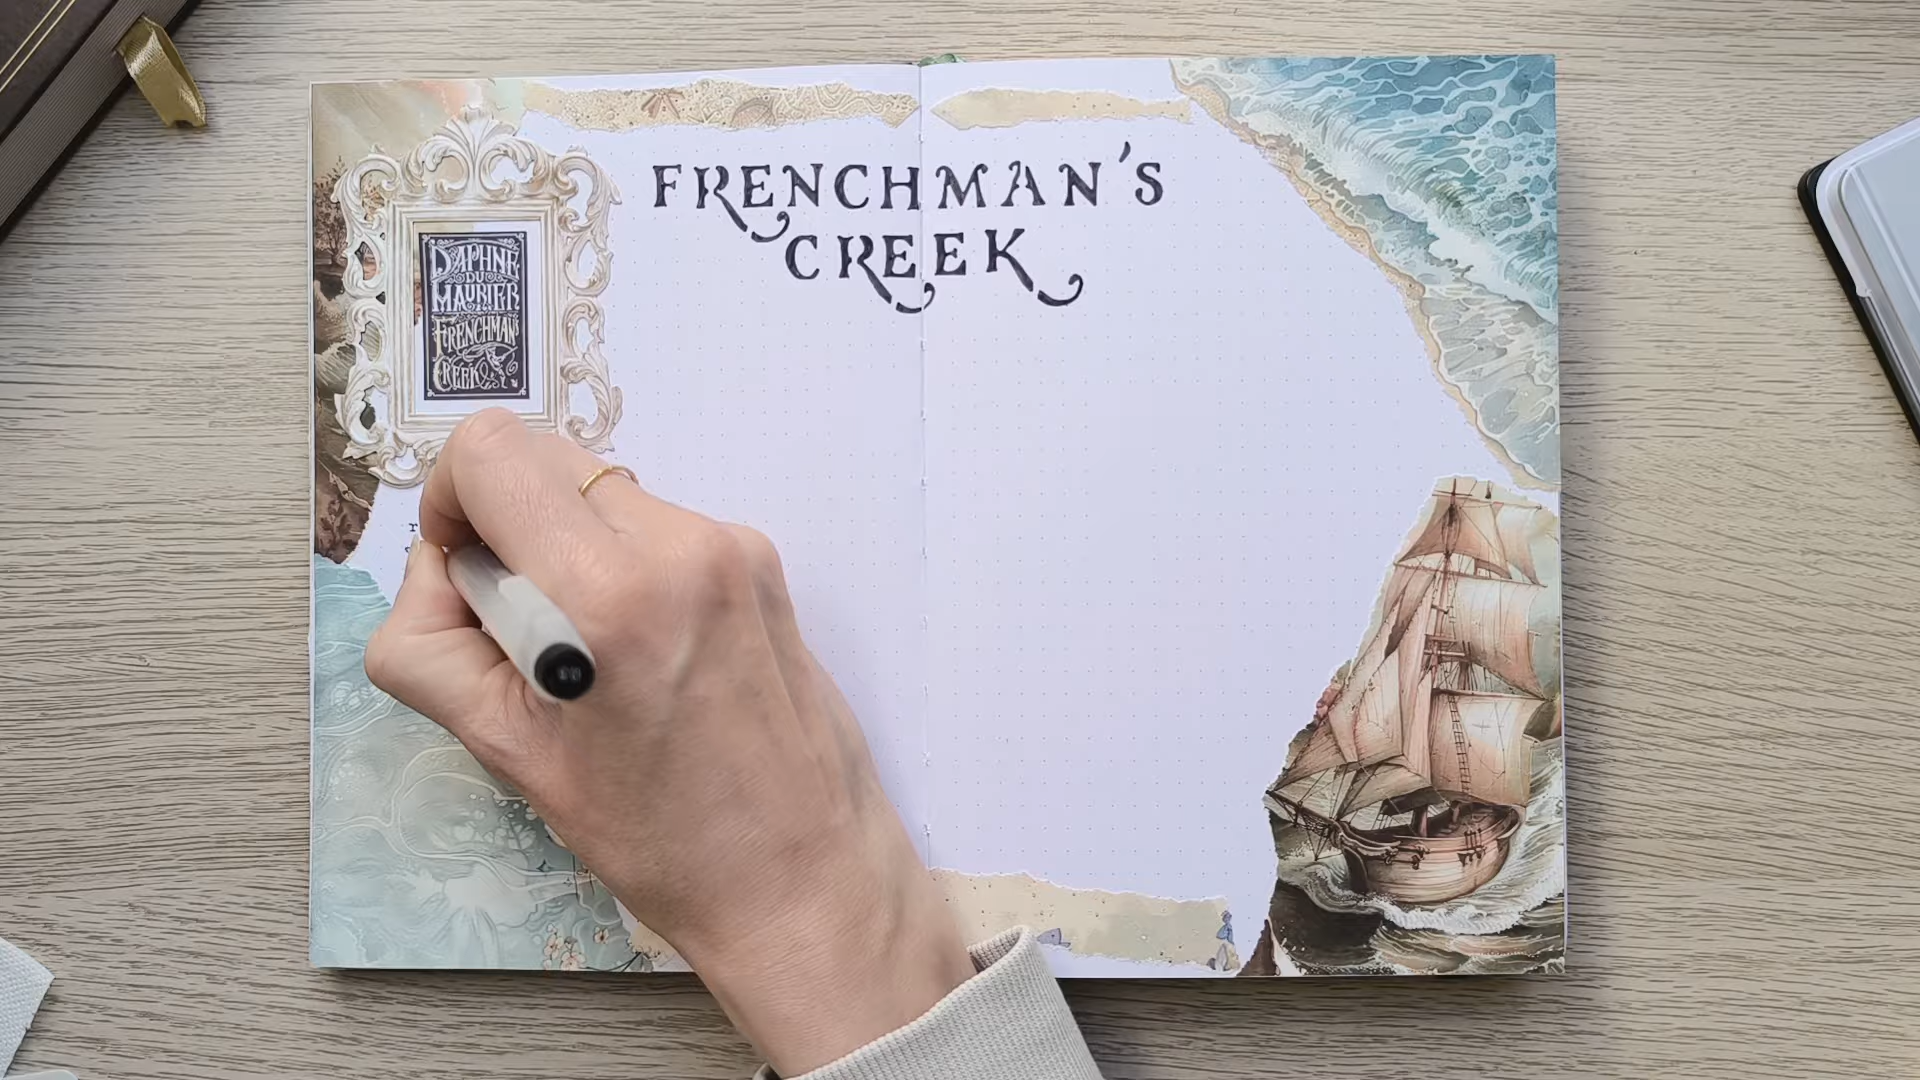 FRENCHMAN'S
CREEK
DAPHNE
DU
MAURIER
FRENCHMAN'S
CREEK